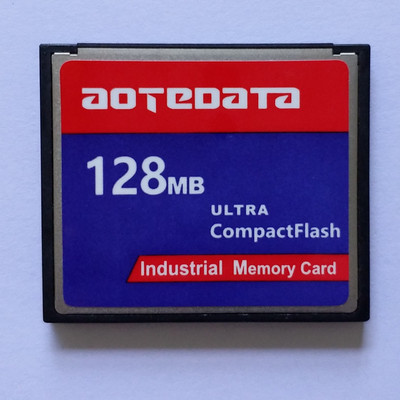 aotedata
128MB
ULTRA
CompactFlash
Industrial Memory Card